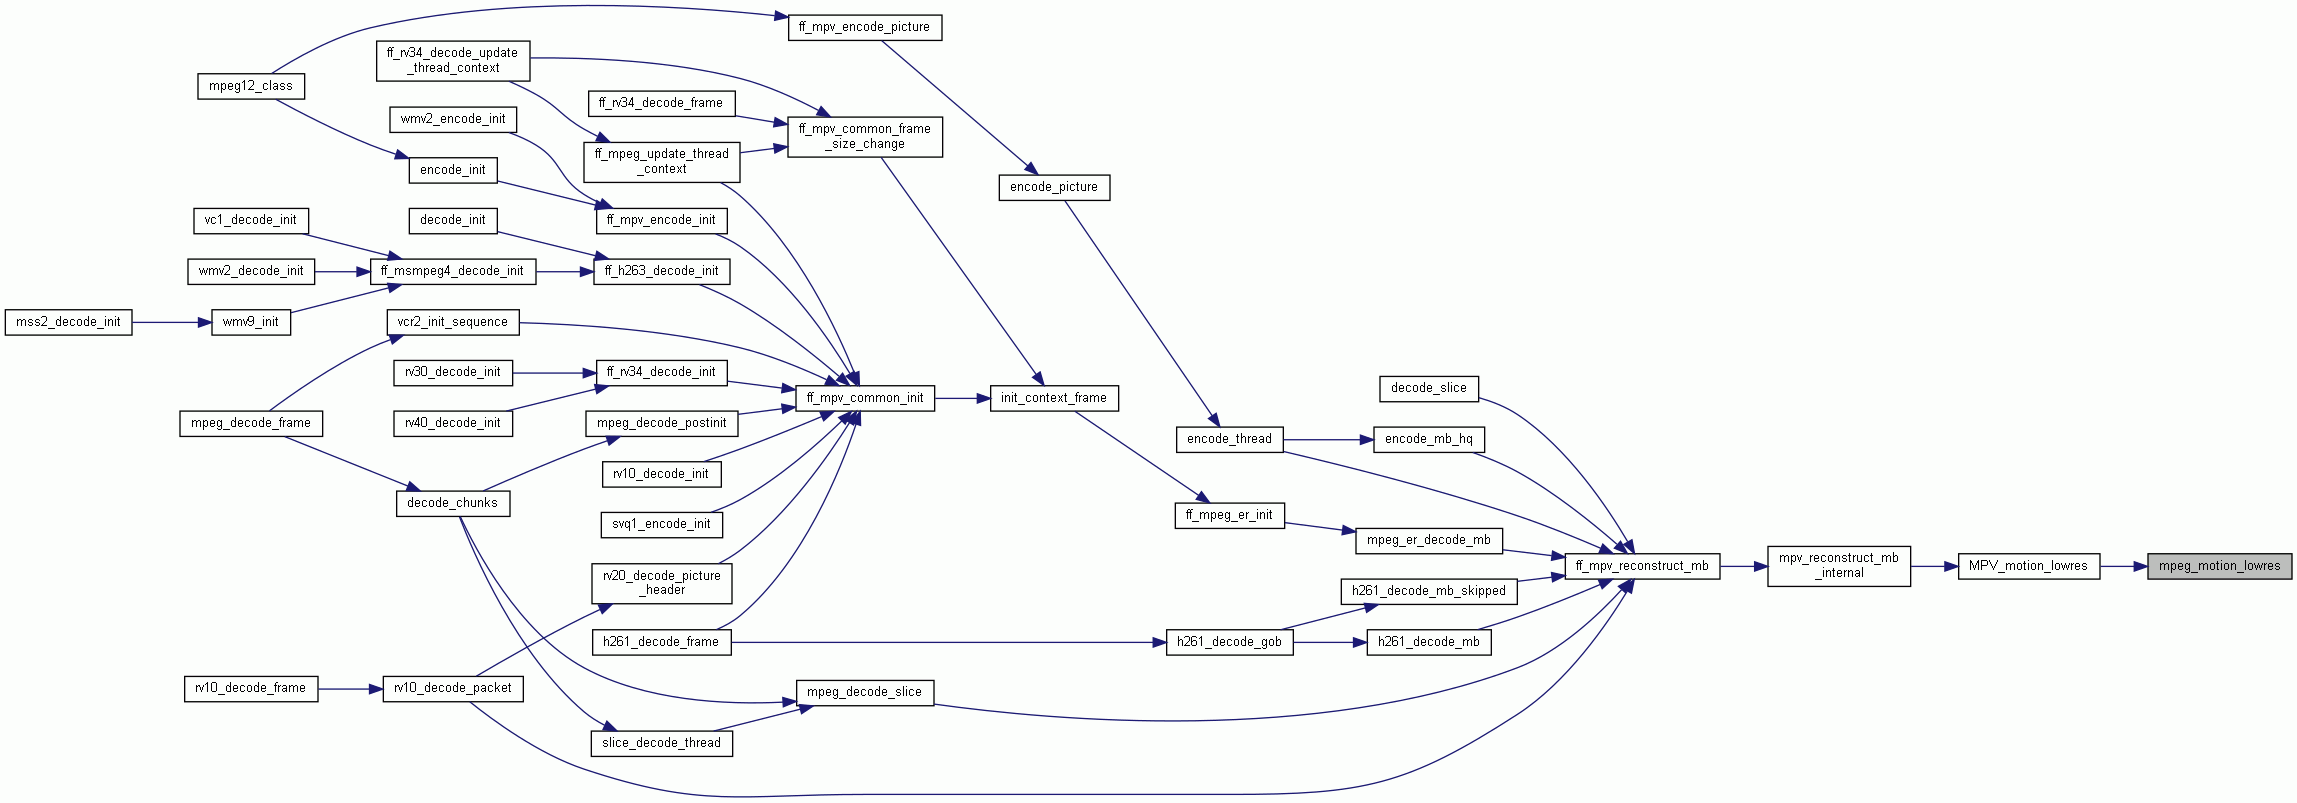 ff_mpv_encode_picture
ff_rv34_decode_update
_thread_context
mpeg12_class
ff_rv34_decode_frame
wmv2_encode_init
ff_mpv_common_frame
_size_change
ff_mpeg_update_thread
_context
encode_init
encode_picture
vc1_decode_init
decode_init
ff_mpv_encode_init
wmv2_decode_init
ff_msmpeg4_decode_init
ff_h263_decode_init
mss2_decode_init
wmv9_init
vcr2_init_sequence
rv30_decode_init
ff_rv34_decode_init
ff_mpv_common_init
init_context_frame
decode_slice
mpeg_decode_frame
rv40_decode_init
mpeg_decode_postinit
encode_thread
encode_mb_hq
rv10_decode_init
decode_chunks
svq1_encode_init
ff_mpeg_er_init
mpeg_er_decode_mb
ff_mpv_reconstruct_mb
mpv_reconstruct_mb
_internal
MPV_motion_lowres
mpeg_motion_lowres
rv20_decode_picture
_header
h261_decode_mb_skipped
h261_decode_frame
h261_decode_gob
h261_decode_mb
rv10_decode_frame
rv10_decode_packet
mpeg_decode_slice
slice_decode_thread